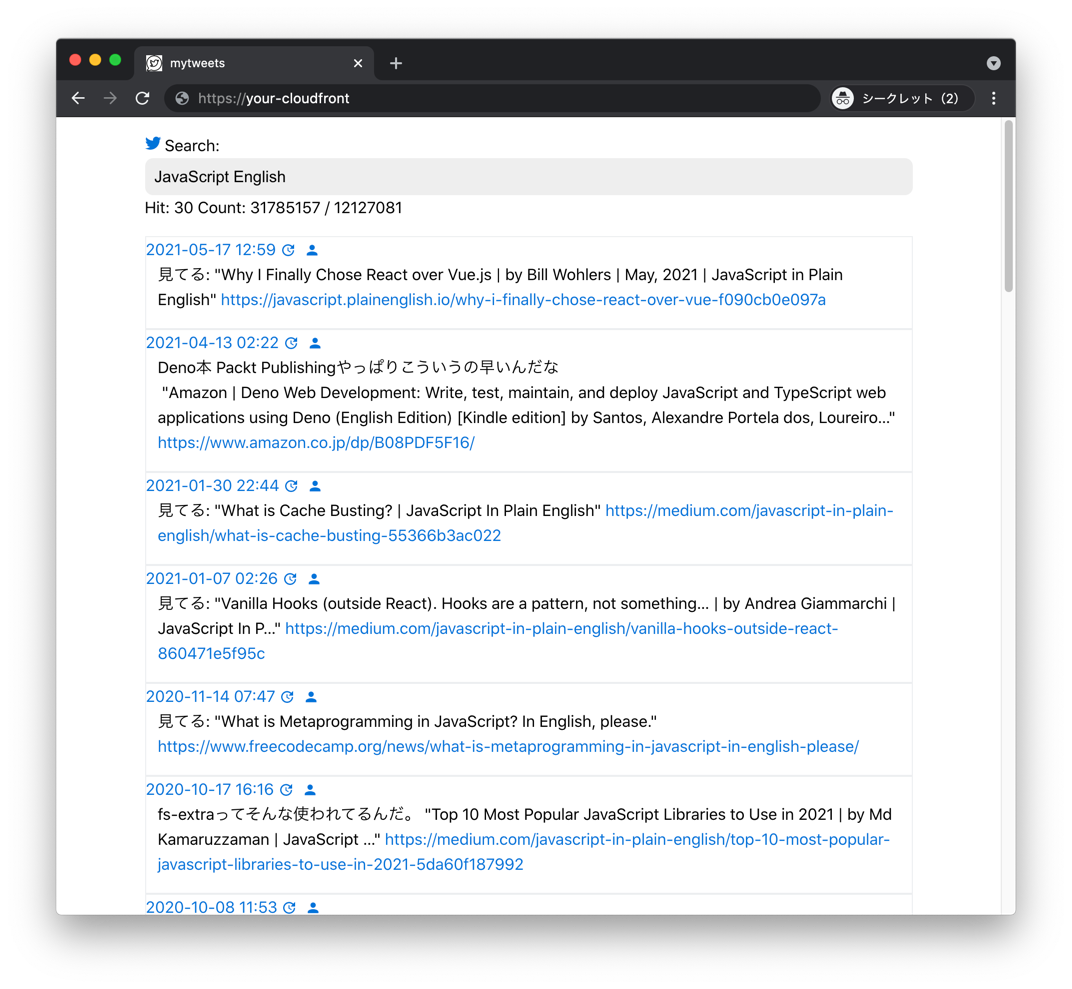 mytweets
https://your-cloudfront
シークレット（2）
Search:
JavaScript English
Hit: 30 Count: 31785157 / 12127081
2021-05-17 12:59
見てる: "Why I Finally Chose React over Vue.js | by Bill Wohlers | May, 2021 | JavaScript in Plain
English" https://javascript.plainenglish.io/why-i-finally-chose-react-over-vue-f090cb0e097a
2021-04-13 02:22
Deno本 Packt Publishingやっぱりこういうの早いんだな
"Amazon | Deno Web Development: Write, test, maintain, and deploy JavaScript and TypeScript web
applications using Deno (English Edition) [Kindle edition] by Santos, Alexandre Portela dos, Loureiro..."
https://www.amazon.co.jp/dp/B08PDF5F16/
2021-01-30 22:44
見てる: "What is Cache Busting? | JavaScript In Plain English" https://medium.com/javascript-in-plain-
english/what-is-cache-busting-55366b3ac022
2021-01-07 02:26
見てる: "Vanilla Hooks (outside React). Hooks are a pattern, not something... | by Andrea Giammarchi |
JavaScript In P..." https://medium.com/javascript-in-plain-english/vanilla-hooks-outside-react-
860471e5f95c
2020-11-14 07:47
見てる: "What is Metaprogramming in JavaScript? In English, please."
https://www.freecodecamp.org/news/what-is-metaprogramming-in-javascript-in-english-please/
2020-10-17 16:16
fs-extraってそんな使われてるんだ。 "Top 10 Most Popular JavaScript Libraries to Use in 2021 | by Md
Kamaruzzaman | JavaScript ..." https://medium.com/javascript-in-plain-english/top-10-most-popular-
javascript-libraries-to-use-in-2021-5da60f187992
2020-10-08 11:53